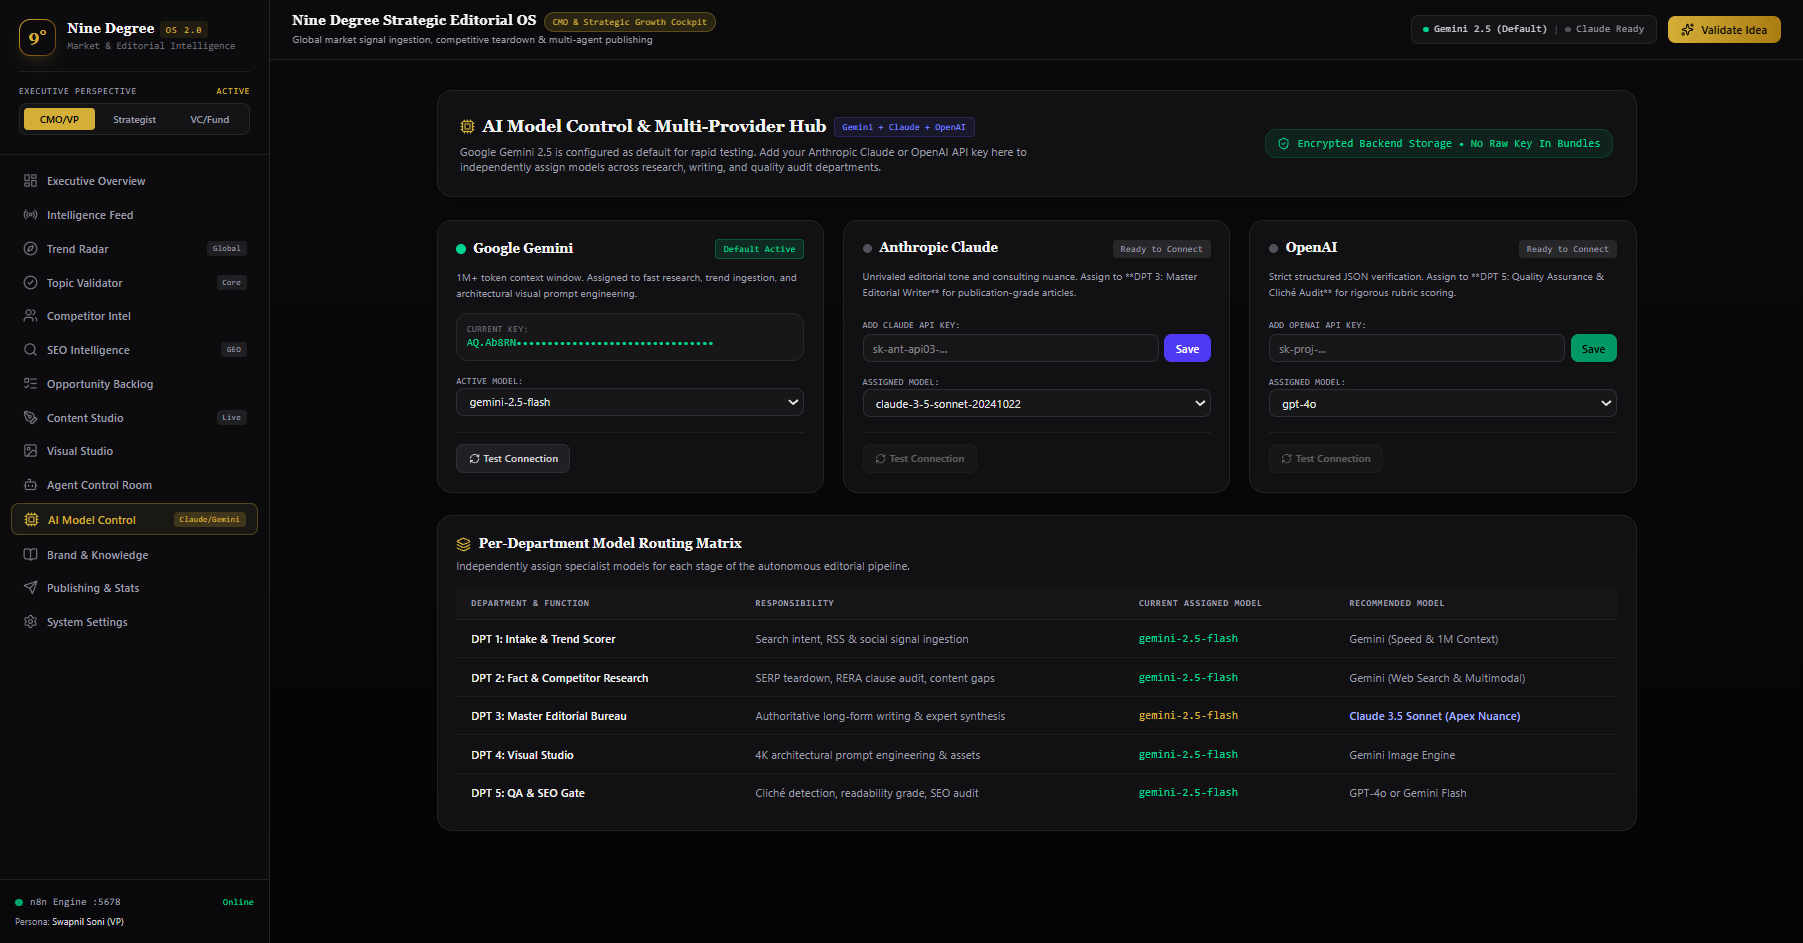 9°
Nine Degree OS 2.0
Market & Editorial Intelligence
EXECUTIVE PERSPECTIVE ACTIVE
CMO/VP Strategist VC/Fund
Executive Overview
Intelligence Feed
Trend Radar Global
Topic Validator Core
Competitor Intel
SEO Intelligence GEO
Opportunity Backlog
Content Studio Live
Visual Studio
Agent Control Room
AI Model Control Claude/Gemini
Brand & Knowledge
Publishing & Stats
System Settings
n8n Engine :5678 Online
Persona: Swapnil Soni (VP)
Nine Degree Strategic Editorial OS CMO & Strategic Growth Cockpit
Global market signal ingestion, competitive teardown & multi-agent publishing
Gemini 2.5 (Default) | Claude Ready
Validate Idea
AI Model Control & Multi-Provider Hub Gemini + Claude + OpenAI
Google Gemini 2.5 is configured as default for rapid testing. Add your Anthropic Claude or OpenAI API key here to
independently assign models across research, writing, and quality audit departments.
Encrypted Backend Storage • No Raw Key In Bundles
Google Gemini Default Active
1M+ token context window. Assigned to fast research, trend ingestion, and
architectural visual prompt engineering.
CURRENT KEY:
AQ.Ab8RN••••••••••••••••••••••••••••••••
ACTIVE MODEL:
gemini-2.5-flash
Test Connection
Anthropic Claude Ready to Connect
Unrivaled editorial tone and consulting nuance. Assign to **DPT 3: Master
Editorial Writer** for publication-grade articles.
ADD CLAUDE API KEY:
sk-ant-api03-... Save
ASSIGNED MODEL:
claude-3-5-sonnet-20241022
Test Connection
OpenAI Ready to Connect
Strict structured JSON verification. Assign to **DPT 5: Quality Assurance &
Cliché Audit** for rigorous rubric scoring.
ADD OPENAI API KEY:
sk-proj-... Save
ASSIGNED MODEL:
gpt-4o
Test Connection
Per-Department Model Routing Matrix
Independently assign specialist models for each stage of the autonomous editorial pipeline.
DEPARTMENT & FUNCTION RESPONSIBILITY CURRENT ASSIGNED MODEL RECOMMENDED MODEL
DPT 1: Intake & Trend Scorer Search intent, RSS & social signal ingestion gemini-2.5-flash Gemini (Speed & 1M Context)
DPT 2: Fact & Competitor Research SERP teardown, RERA clause audit, content gaps gemini-2.5-flash Gemini (Web Search & Multimodal)
DPT 3: Master Editorial Bureau Authoritative long-form writing & expert synthesis gemini-2.5-flash Claude 3.5 Sonnet (Apex Nuance)
DPT 4: Visual Studio 4K architectural prompt engineering & assets gemini-2.5-flash Gemini Image Engine
DPT 5: QA & SEO Gate Cliché detection, readability grade, SEO audit gemini-2.5-flash GPT-4o or Gemini Flash